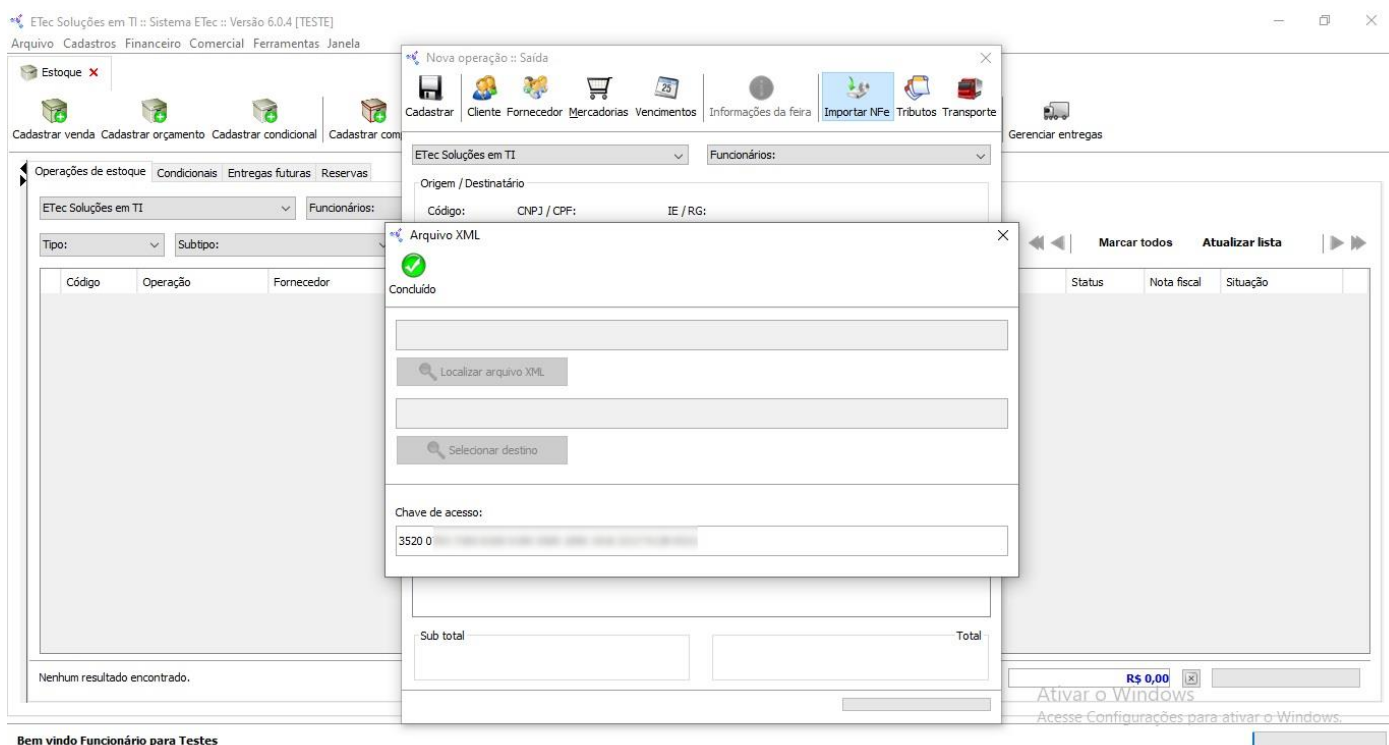 ETec Soluções em TI :: Sistema ETec :: Versão 6.0.4 [TESTE]
Arquivo Cadastros Financeiro Comercial Ferramentas Janela
Estoque
Cadastrar venda Cadastrar orçamento Cadastrar condicional Cadastrar com
Gerenciar entregas
Operações de estoque Condicionais Entregas futuras Reservas
ETec Soluções em TI Funcionários:
Tipo: Subtipo:
Marcar todos Atualizar lista
Código Operação Fornecedor
Status Nota fiscal Situação
Nova operação :: Saída
25
Cadastrar Cliente Fornecedor Mercadorias Vencimentos Informações da feira Importar NFe Tributos Transporte
ETec Soluções em TI Funcionários:
Origem / Destinatário
Código: CNPJ / CPF: IE / RG:
Arquivo XML
Concluído
Localizar arquivo XML
Selecionar destino
Chave de acesso:
3520 0
Sub total Total
Nenhum resultado encontrado.
R$ 0,00
Ativar o Windows
Acesse Configurações para ativar o Windows.
Bem vindo Funcionário para Testes